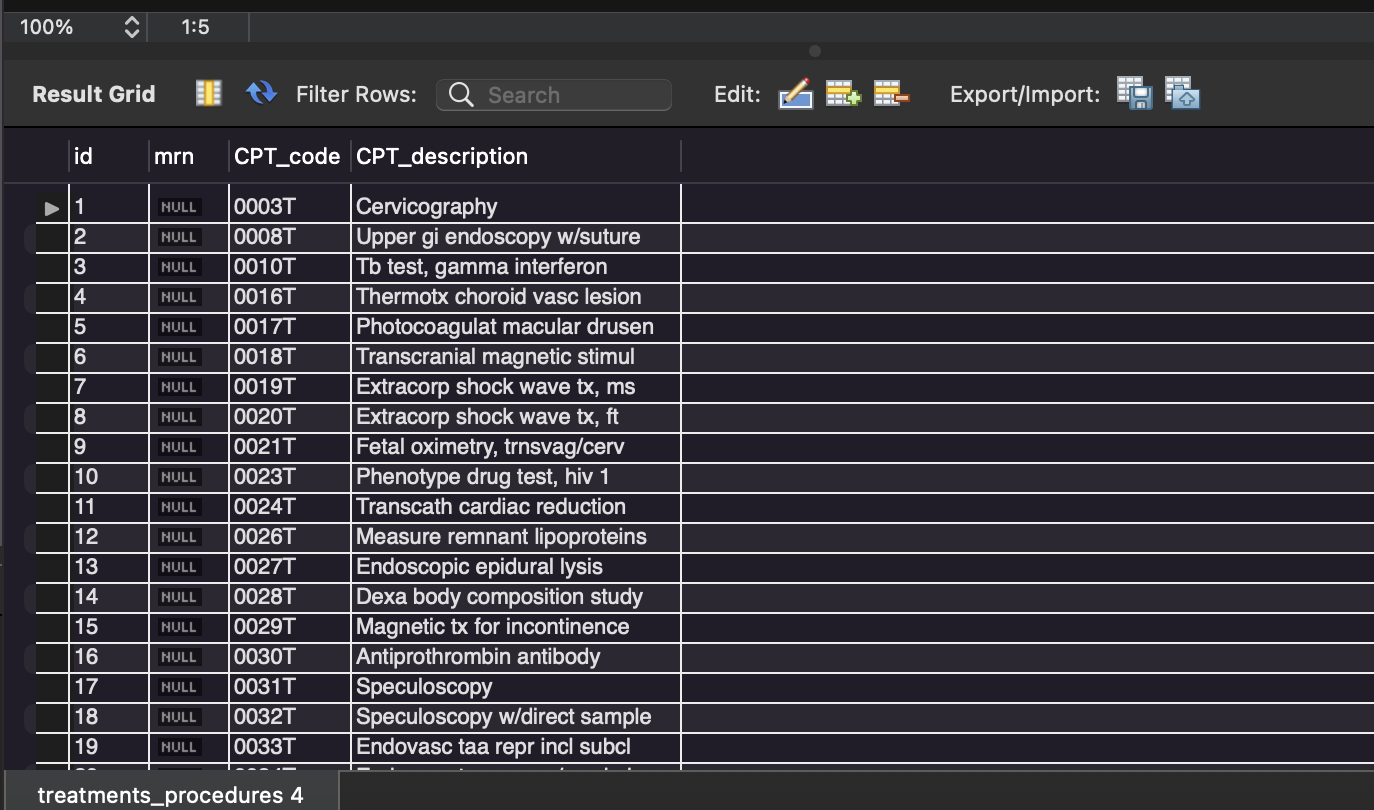 100% 1:5
Result Grid Filter Rows: Search Edit: Export/Import:
id mrn CPT_code CPT_description
1 NULL 0003T Cervicography
2 NULL 0008T Upper gi endoscopy w/suture
3 NULL 0010T Tb test, gamma interferon
4 NULL 0016T Thermotx choroid vasc lesion
5 NULL 0017T Photocoagulat macular drusen
6 NULL 0018T Transcranial magnetic stimul
7 NULL 0019T Extracorp shock wave tx, ms
8 NULL 0020T Extracorp shock wave tx, ft
9 NULL 0021T Fetal oximetry, trnsvag/cerv
10 NULL 0023T Phenotype drug test, hiv 1
11 NULL 0024T Transcath cardiac reduction
12 NULL 0026T Measure remnant lipoproteins
13 NULL 0027T Endoscopic epidural lysis
14 NULL 0028T Dexa body composition study
15 NULL 0029T Magnetic tx for incontinence
16 NULL 0030T Antiprothrombin antibody
17 NULL 0031T Speculoscopy
18 NULL 0032T Speculoscopy w/direct sample
19 NULL 0033T Endovasc taa repr incl subcl
treatments_procedures 4